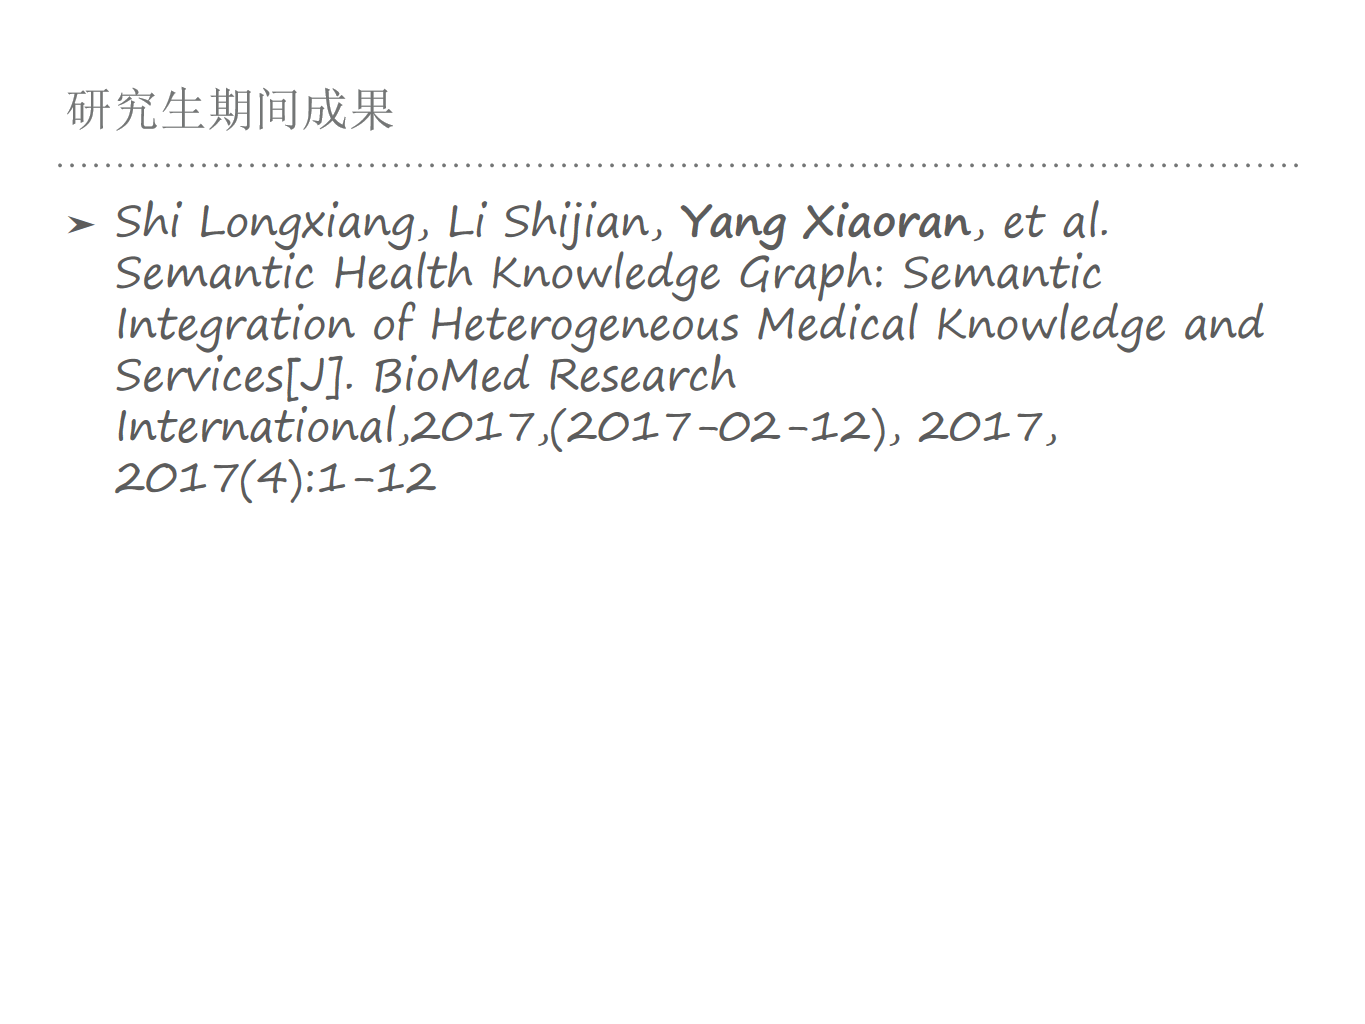 研究生期间成果
➤ Shi Longxiang, Li Shijian, Yang Xiaoran, et al.
Semantic Health Knowledge Graph: Semantic
Integration of Heterogeneous Medical Knowledge and
Services[J]. BioMed Research
International,2017,(2017-02-12), 2017,
2017(4):1-12